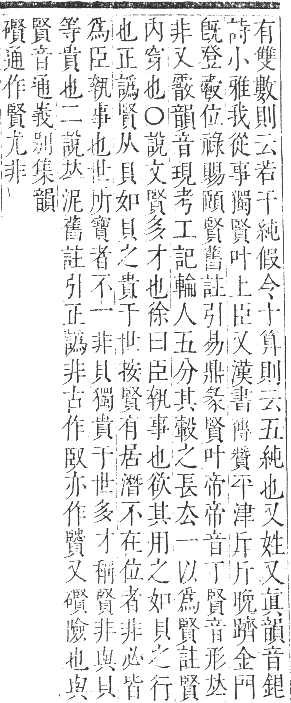 有雙數則云若干純假令十算則云五純也又姓又眞韻音鉏
詩小雅我從事獨賢叶上臣又漢書傳贊平津斤斤晚躋金門
旣登爵位祿賜頤賢舊註引易鼎彖賢叶帝帝音丁賢音形𠀤
非又霰韻音現考工記輪人五分其轂之長厺一以爲賢註賢
內穿也〇說文賢多才也徐曰臣執事也欲其用之如貝之行
也正譌賢从貝如貝之貴于世按賢有居潛不在位者非必皆
爲臣執事也世所寶者不一非貝獨貴于世多才稱賢非與貝
等貴也二說𠀤泥舊註引正譌非古作臤亦作贒又礥險也與
賢音通義別集韻
礥通作賢尤非